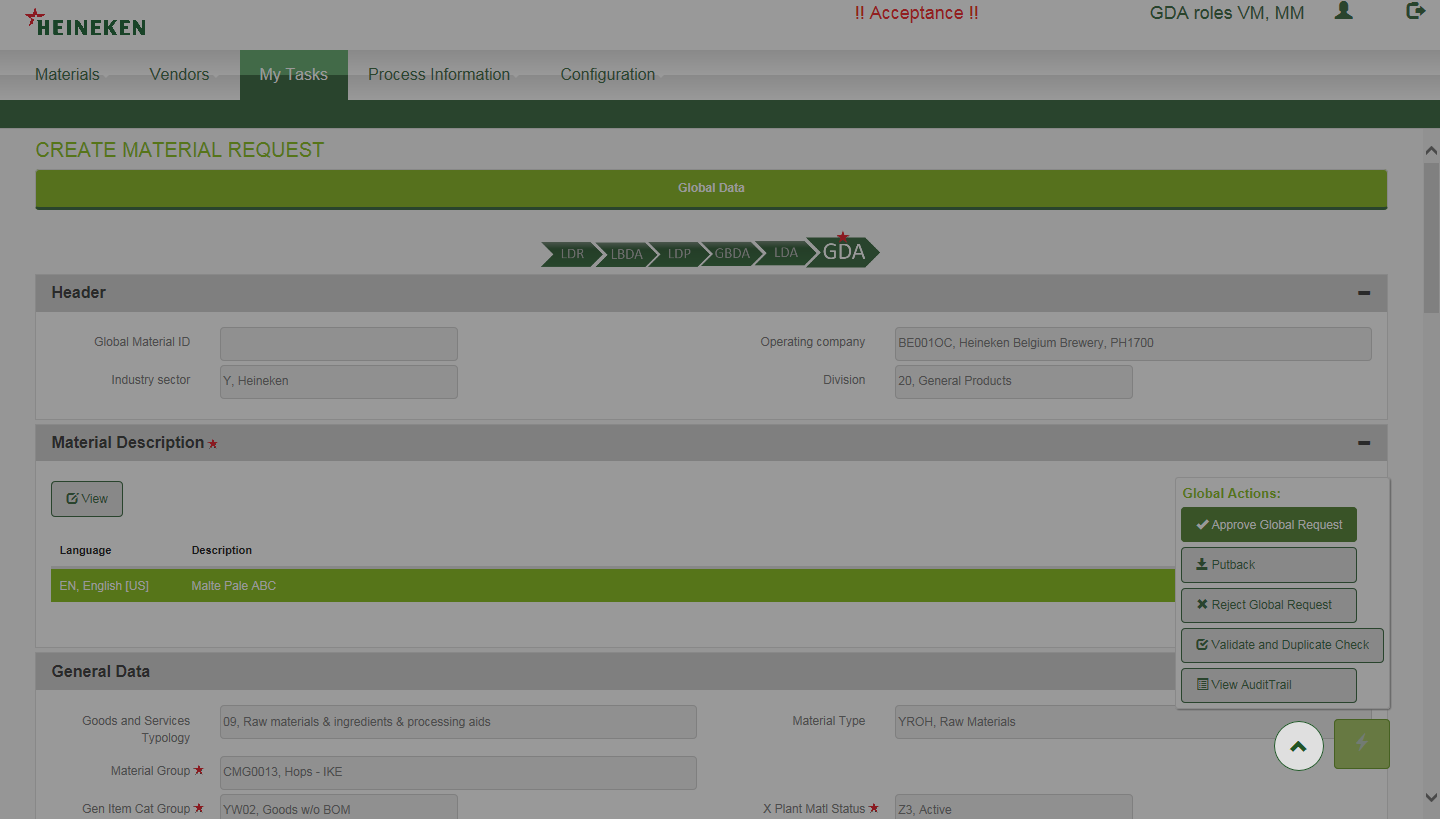 HEINEKEN
!! Acceptance !!
GDA roles VM, MM
Materials
Vendors
My Tasks
Process Information
Configuration
CREATE MATERIAL REQUEST
Global Data
LDR
LBDA
LDP
GBDA
LDA
GDA
Header
Global Material ID
Operating company
BE001OC, Heineken Belgium Brewery, PH1700
Industry sector
Y, Heineken
Division
20, General Products
Material Description
View
Language
Description
EN, English [US]
Malte Pale ABC
Global Actions:
Approve Global Request
Putback
Reject Global Request
Validate and Duplicate Check
View AuditTrail
General Data
Goods and Services
Typology
09, Raw materials & ingredients & processing aids
Material Type
YROH, Raw Materials
Material Group
CMG0013, Hops - IKE
Gen Item Cat Group
YW02, Goods w/o BOM
X Plant Matl Status
Z3, Active